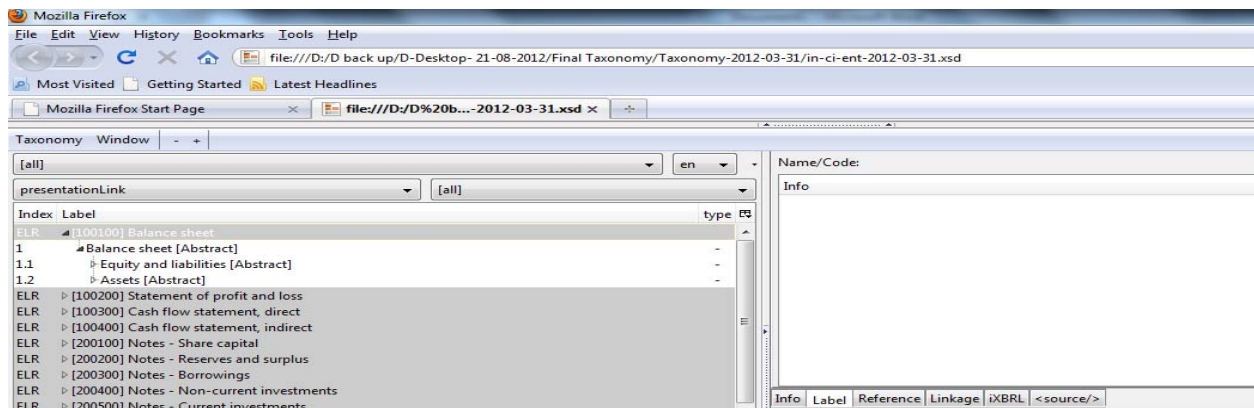 Mozilla Firefox
File Edit View History Bookmarks Tools Help
file:///D:/D back up/D-Desktop- 21-08-2012/Final Taxonomy/Taxonomy-2012-03-31/in-ci-ent-2012-03-31.xsd
Most Visited Getting Started Latest Headlines
Mozilla Firefox Start Page file:///D:/D%20b...-2012-03-31.xsd
Taxonomy Window - +
[all] en Name/Code:
presentationLink [all] Info
Index Label type
ELR [100100] Balance sheet
1 Balance sheet [Abstract] -
1.1 Equity and liabilities [Abstract] -
1.2 Assets [Abstract] -
ELR [100200] Statement of profit and loss
ELR [100300] Cash flow statement, direct
ELR [100400] Cash flow statement, indirect
ELR [200100] Notes - Share capital
ELR [200200] Notes - Reserves and surplus
ELR [200300] Notes - Borrowings
ELR [200400] Notes - Non-current investments
ELR [200500] Notes - Current investments
Info Label Reference Linkage iXBRL <source/>